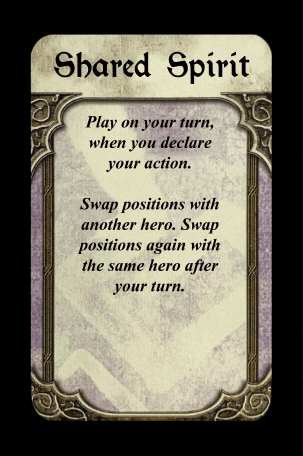 Shared Spirit
Play on your turn,
when you declare
your action.
Swap positions with
another hero. Swap
positions again with
the same hero after
your turn.